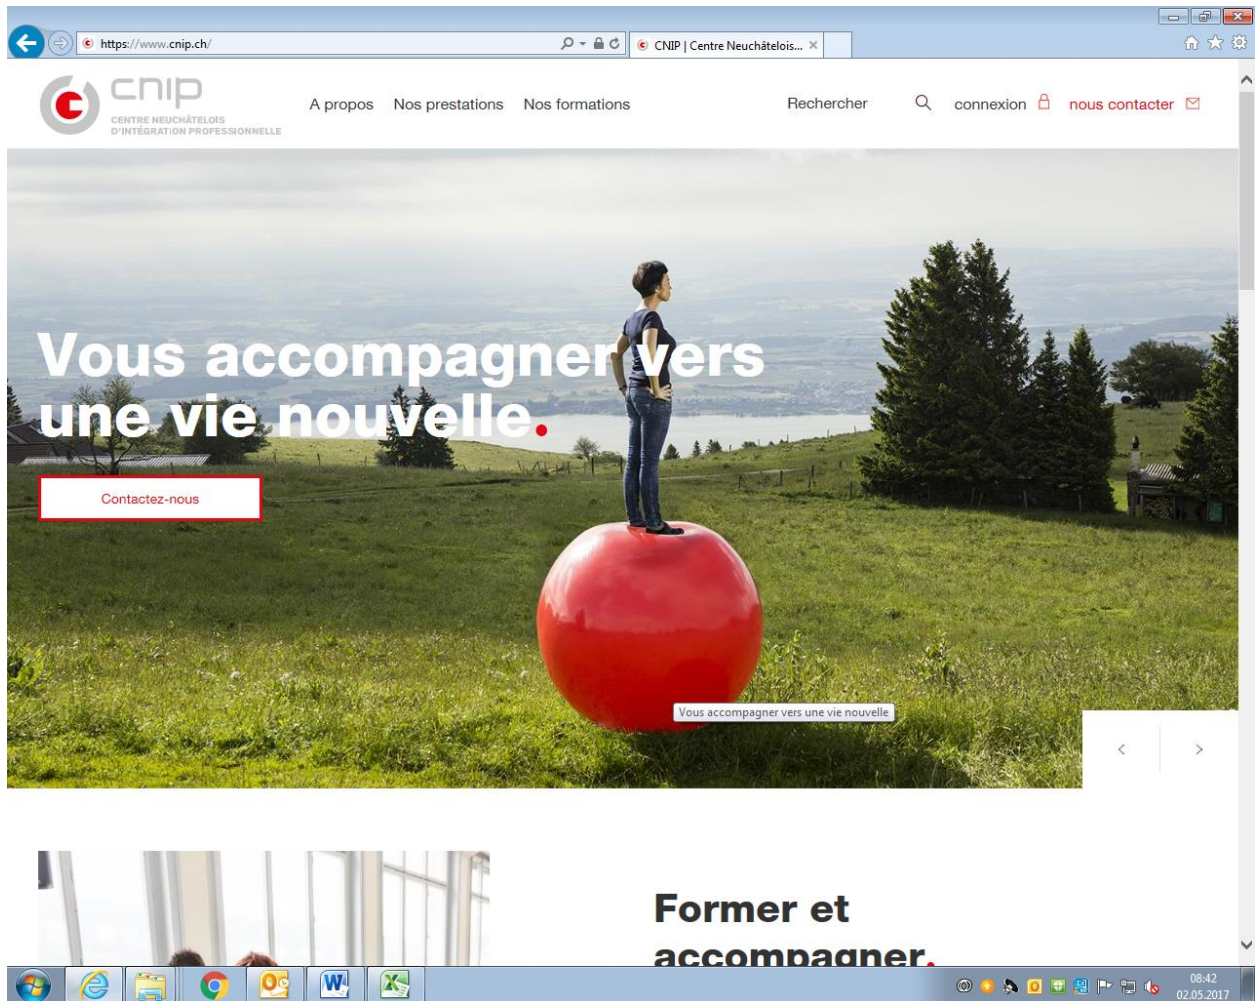 https://www.cnip.ch/
CNIP | Centre Neuchâtelois...
cnip
CENTRE NEUCHÂTELOIS
D'INTÉGRATION PROFESSIONNELLE
A propos Nos prestations Nos formations Rechercher connexion nous contacter
Vous accompagner vers
une vie nouvelle.
Contactez-nous
Vous accompagner vers une vie nouvelle
Former et
accompagner.
08:42
02.05.2017